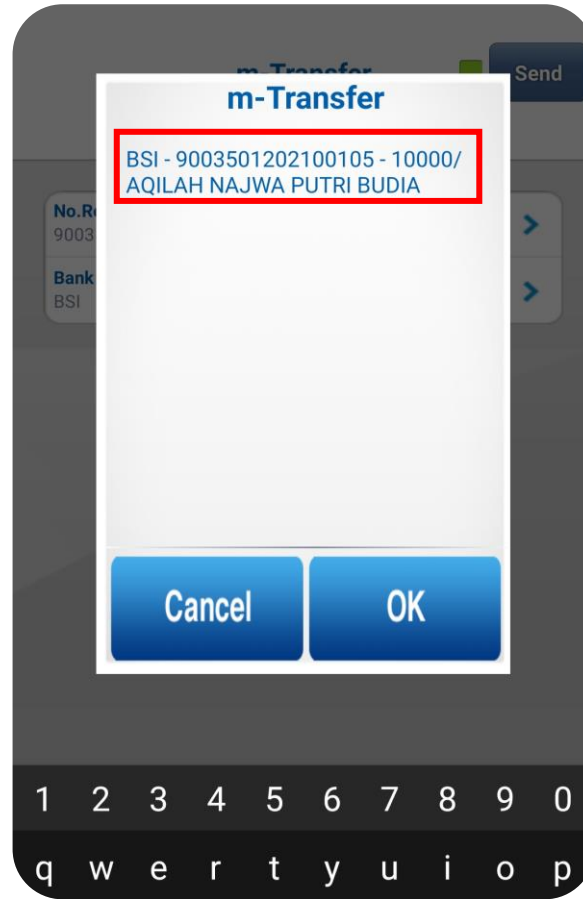 m-Transfer
Send
m-Transfer
BSI - 9003501202100105 - 10000/
AQILAH NAJWA PUTRI BUDIA
No.Re
9003
Bank
BSI
Cancel
OK
1 2 3 4 5 6 7 8 9 0
q w e r t y u i o p